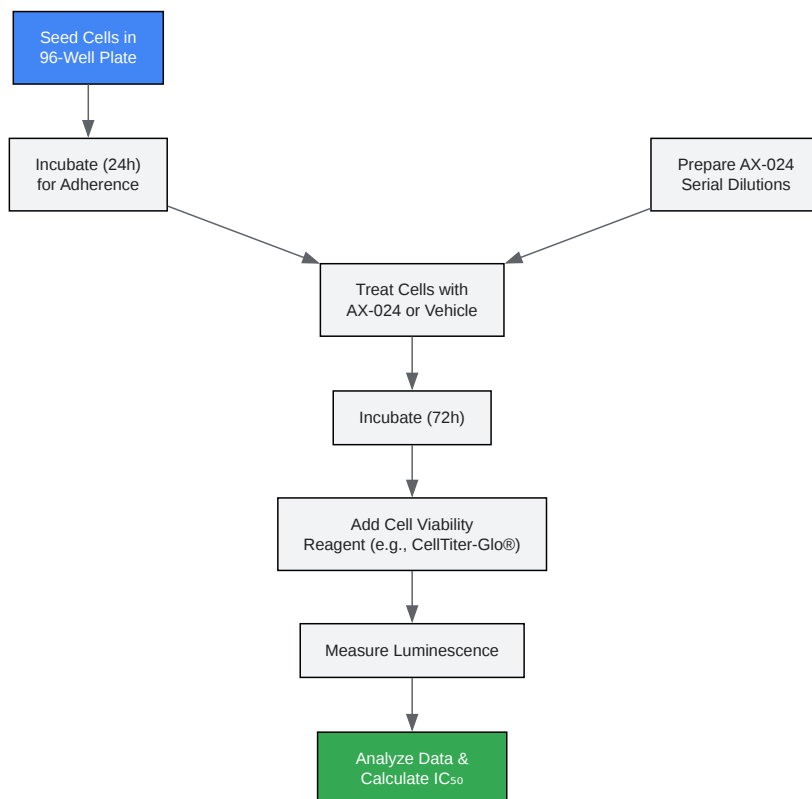 Seed Cells in
96-Well Plate
Incubate (24h)
for Adherence
Prepare AX-024
Serial Dilutions
Treat Cells with
AX-024 or Vehicle
Incubate (72h)
Add Cell Viability
Reagent (e.g., CellTiter-Glo®)
Measure Luminescence
Analyze Data &
Calculate IC₅₀